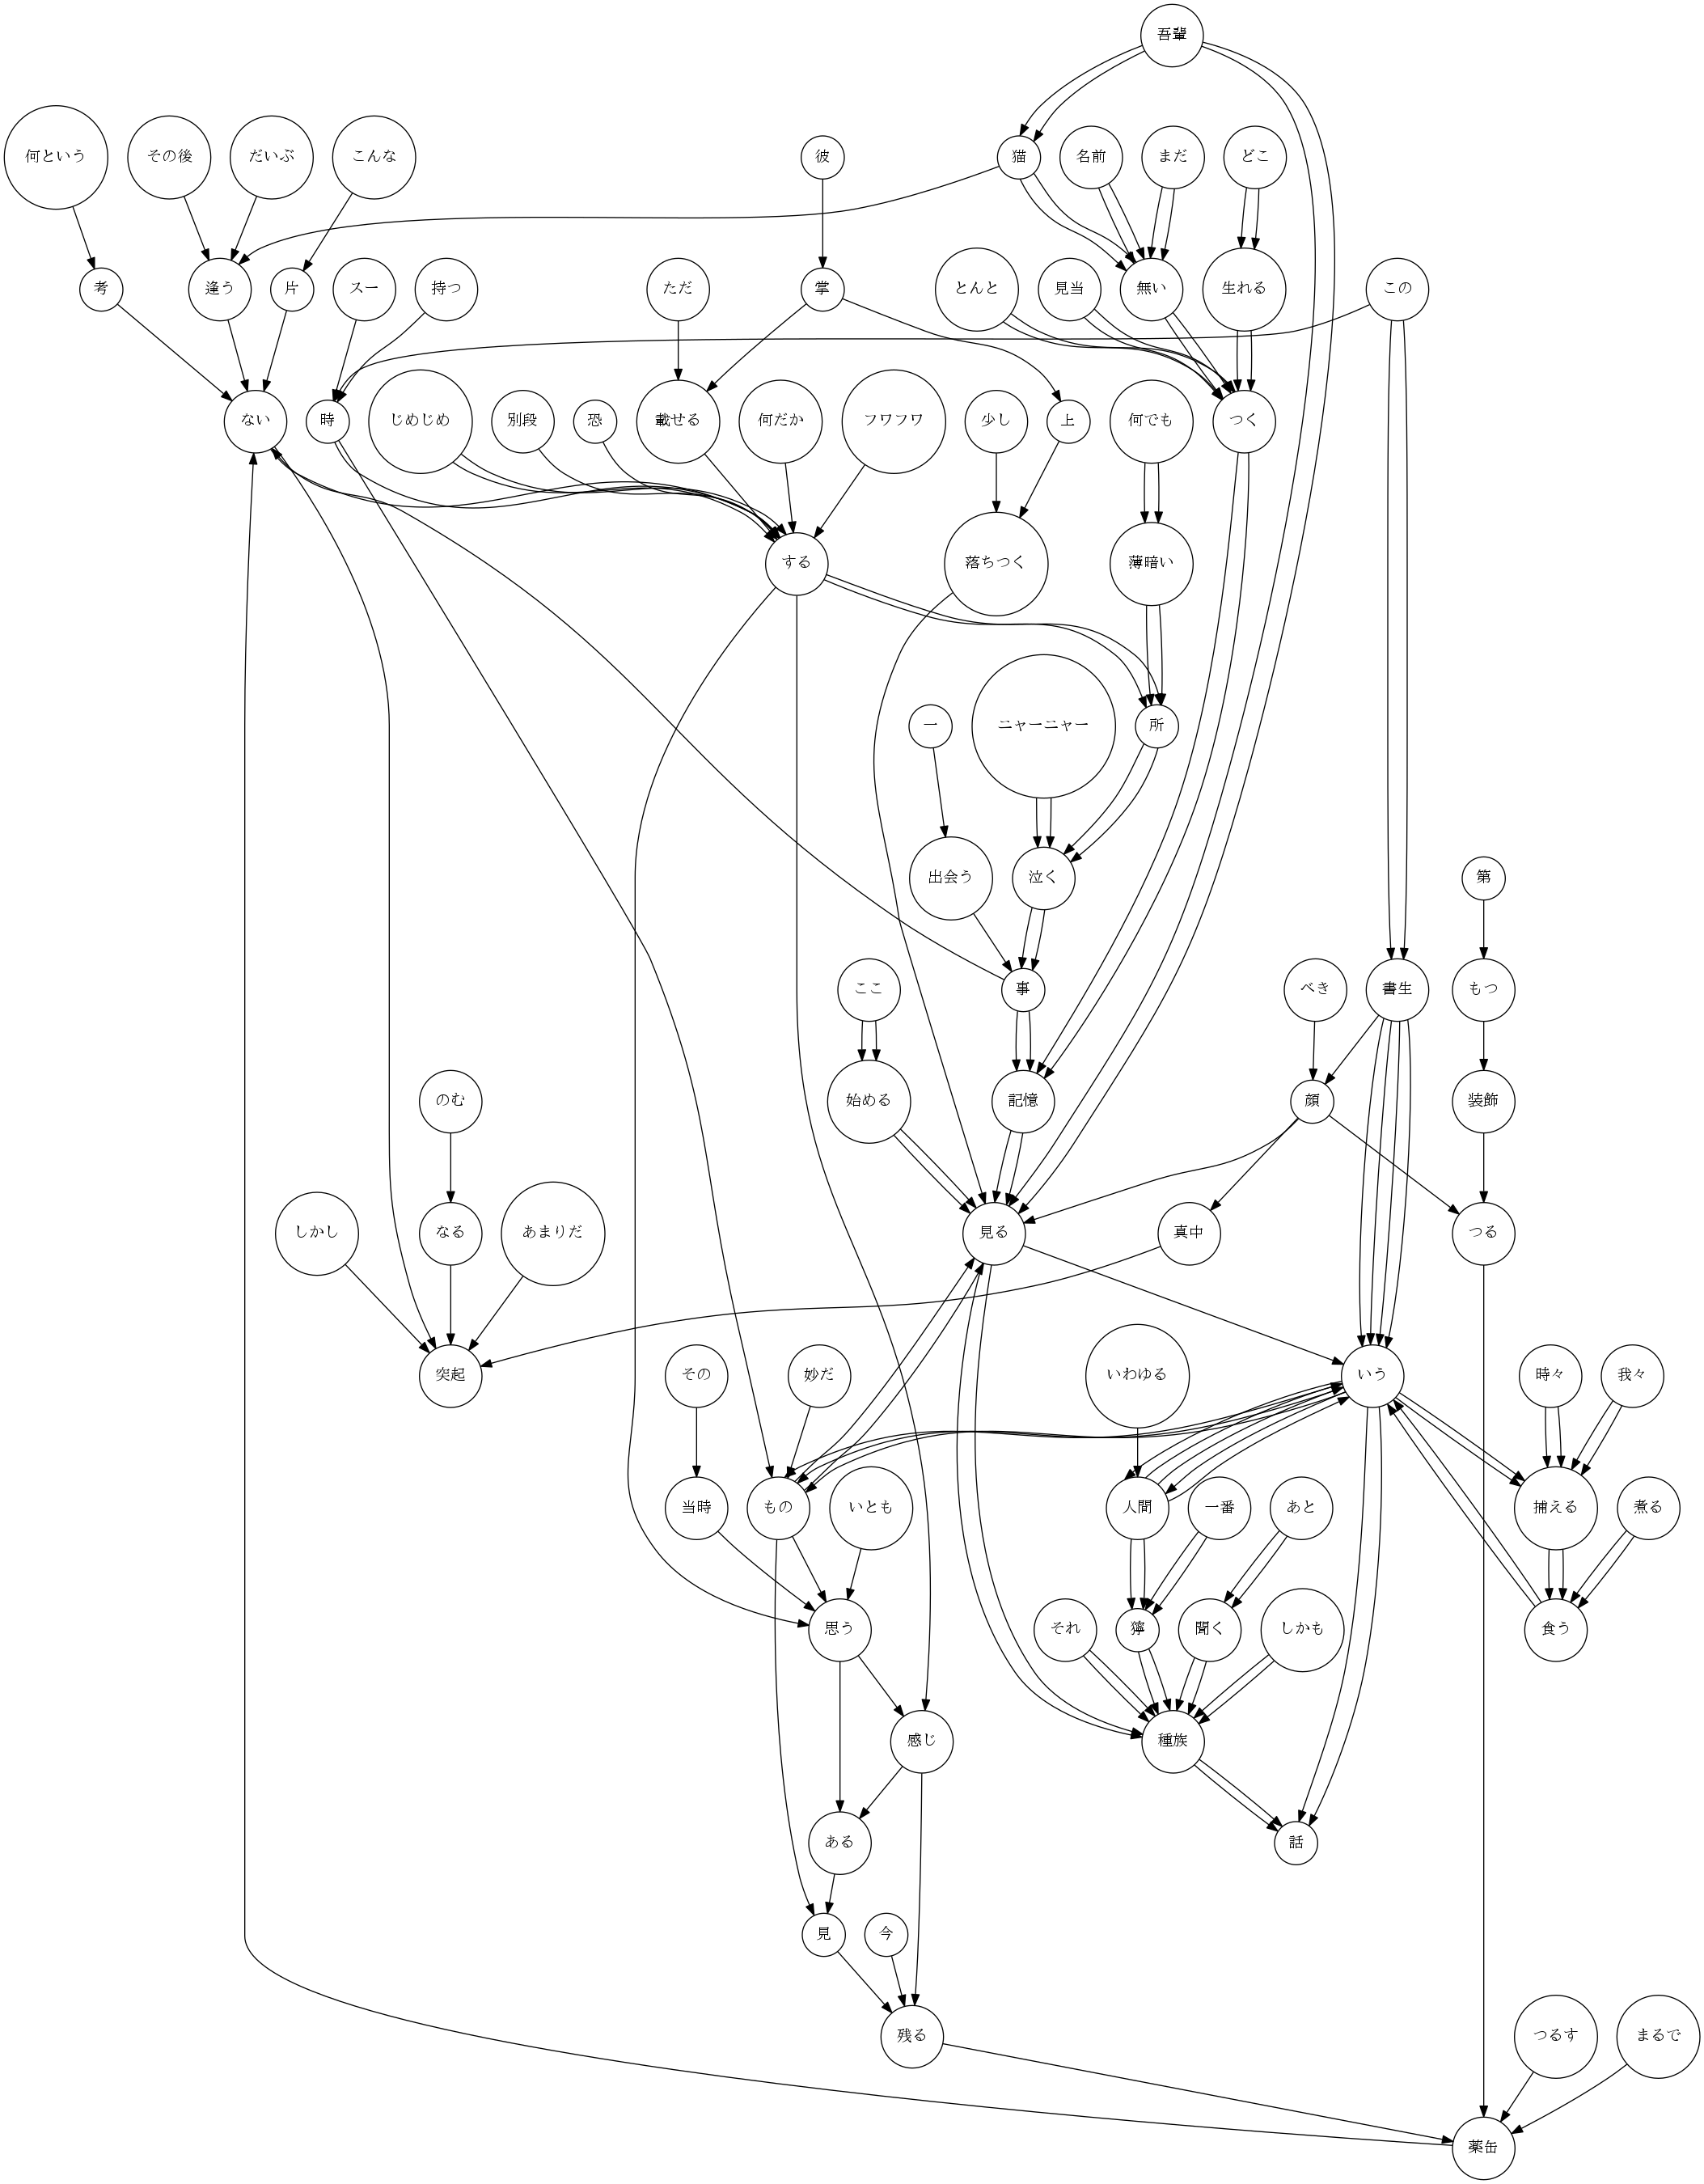 吾輩
何という
その後
だいぶ
こんな
彼
猫
名前
まだ
どこ
考
逢う
片
スー
持つ
ただ
掌
とんと
見当
無い
生れる
この
ない
時
じめじめ
別段
恐
載せる
何だか
フワフワ
少し
上
何でも
つく
する
落ちつく
薄暗い
一
ニャーニャー
所
出会う
泣く
第
ここ
事
べき
書生
もつ
のむ
始める
記憶
顔
装飾
しかし
なる
あまりだ
見る
真中
つる
突起
その
妙だ
いわゆる
いう
時々
我々
当時
もの
いとも
人間
一番
あと
捕える
煮る
思う
それ
獰
聞く
しかも
食う
感じ
種族
ある
話
見
今
残る
つるす
まるで
薬缶